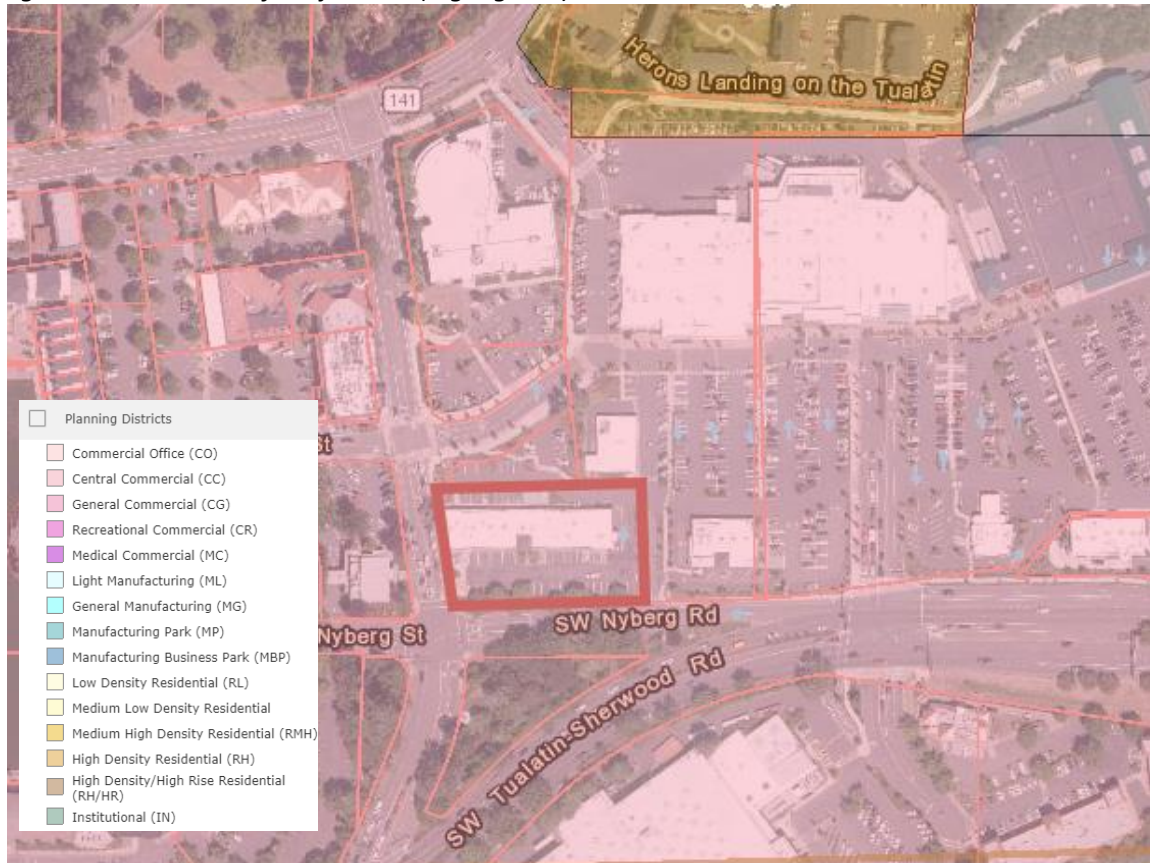 Herons Landing on the Tualatin
141
St
Planning Districts
Commercial Office (CO)
Central Commercial (CC)
General Commercial (CG)
Recreational Commercial (CR)
Medical Commercial (MC)
Light Manufacturing (ML)
General Manufacturing (MG)
Manufacturing Park (MP)
Manufacturing Business Park (MBP)
Low Density Residential (RL)
Medium Low Density Residential
Medium High Density Residential (RMH)
High Density Residential (RH)
High Density/High Rise Residential
(RH/HR)
Institutional (IN)
Nyberg St
SW Nyberg Rd
SW Tualatin-Sherwood Rd